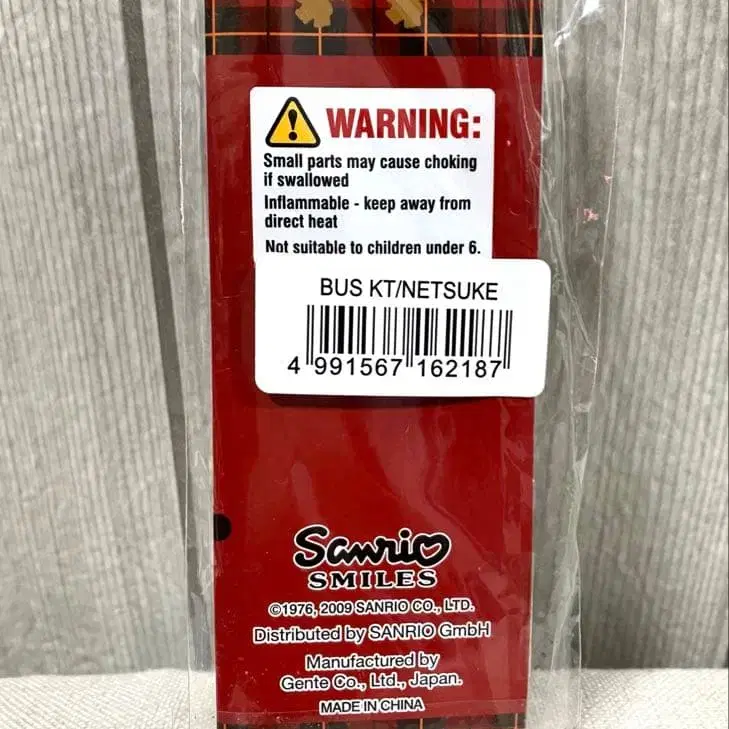 WARNING:
Small parts may cause choking
if swallowed
Inflammable - keep away from
direct heat
Not suitable to children under 6.
BUS KT/NETSUKE
4 991567 162187
Sanrio
SMILES
©1976, 2009 SANRIO CO., LTD.
Distributed by SANRIO GmbH
Manufactured by
Gente Co., Ltd., Japan.
MADE IN CHINA